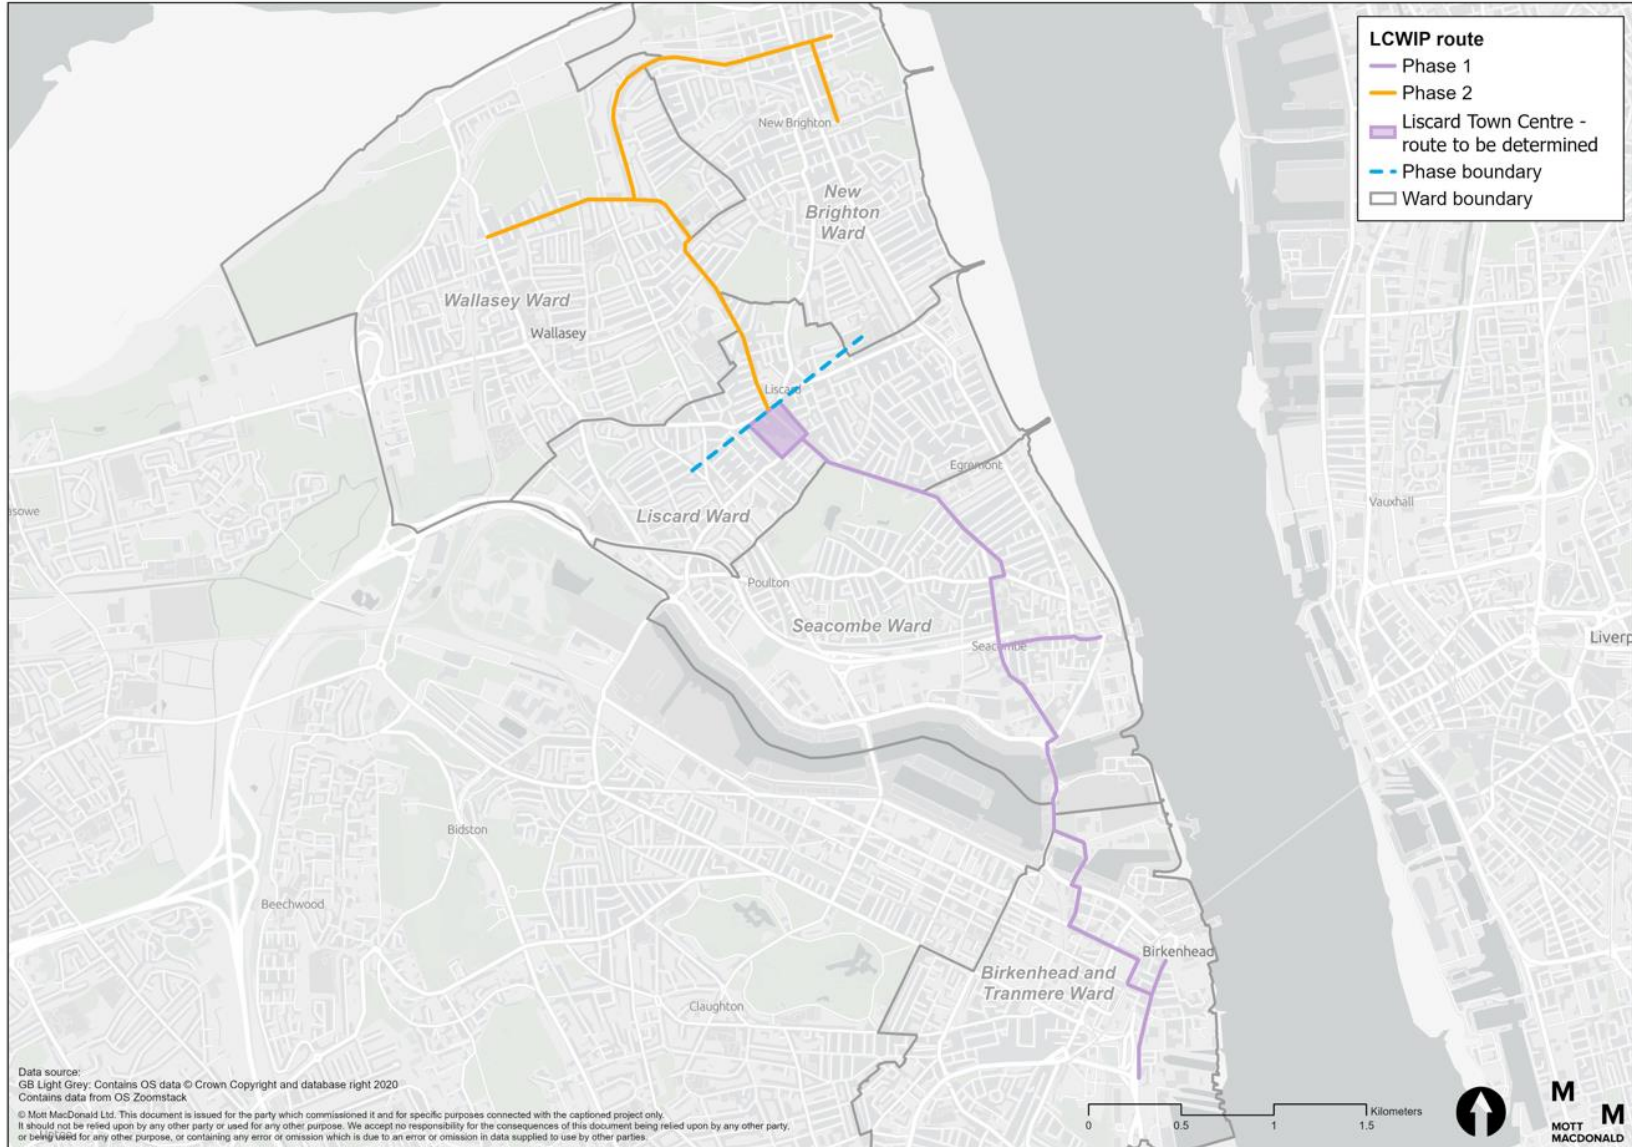 LCWIP route
Phase 1
Phase 2
Liscard Town Centre -
route to be determined
Phase boundary
Ward boundary
New Brighton
New
Brighton
Ward
Wallasey Ward
Wallasey
Liscard
Egremont
Vauxhall
Liscard Ward
Poulton
Seacombe Ward
Seacombe
Liverp
asowe
Bidston
Beechwood
Birkenhead
Birkenhead and
Tranmere Ward
Claughton
Data source:
GB Light Grey: Contains OS data © Crown Copyright and database right 2020
Contains data from OS Zoomstack
© Mott MacDonald Ltd. This document is issued for the party which commissioned it and for specific purposes connected with the captioned project only.
It should not be relied upon by any other party or used for any other purpose. We accept no responsibility for the consequences of this document being relied upon by any other party,
or being used for any other purpose, or containing any error or omission which is due to an error or omission in data supplied to use by other parties.
Kilometers
0 0.5 1 1.5
M
M
MOTT
MACDONALD